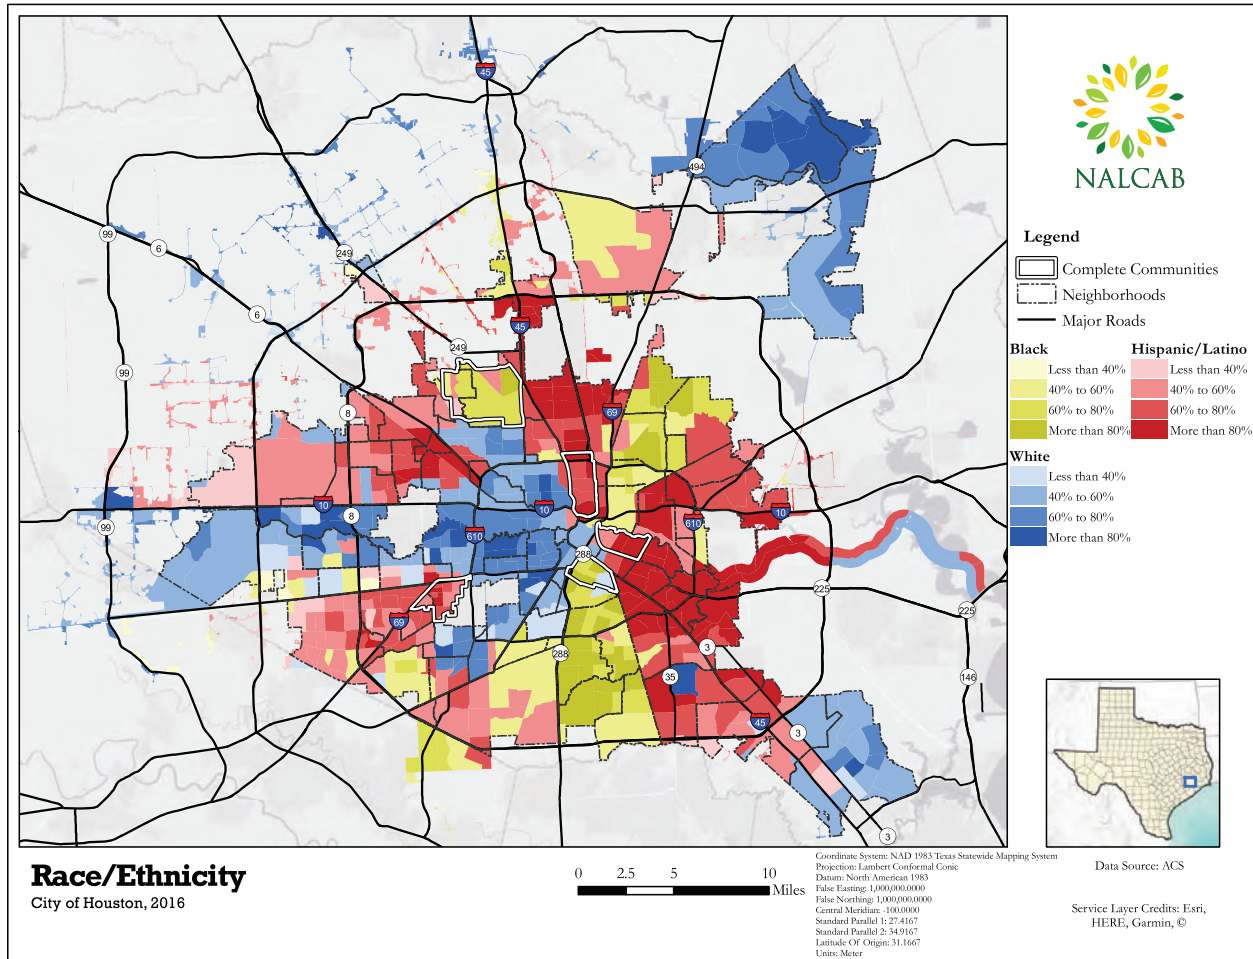 45
494
99
6
249
6
45
249
99
69
8
10
8
10
10
610
610
99
288
225
225
69
3
288
35
146
45
3
3
NALCAB
Legend
Complete Communities
Neighborhoods
Major Roads
Black
Less than 40%
40% to 60%
60% to 80%
More than 80%
Hispanic/Latino
Less than 40%
40% to 60%
60% to 80%
More than 80%
White
Less than 40%
40% to 60%
60% to 80%
More than 80%
Race/Ethnicity
City of Houston, 2016
0 2.5 5 10
Miles
Coordinate System: NAD 1983 Texas Statewide Mapping System
Projection: Lambert Conformal Conic
Datum: North American 1983
False Easting: 1,000,000.0000
False Northing: 1,000,000.0000
Central Meridian: -100.0000
Standard Parallel 1: 27.4167
Standard Parallel 2: 34.9167
Latitude Of Origin: 31.1667
Units: Meter
Data Source: ACS
Service Layer Credits: Esri,
HERE, Garmin, ©